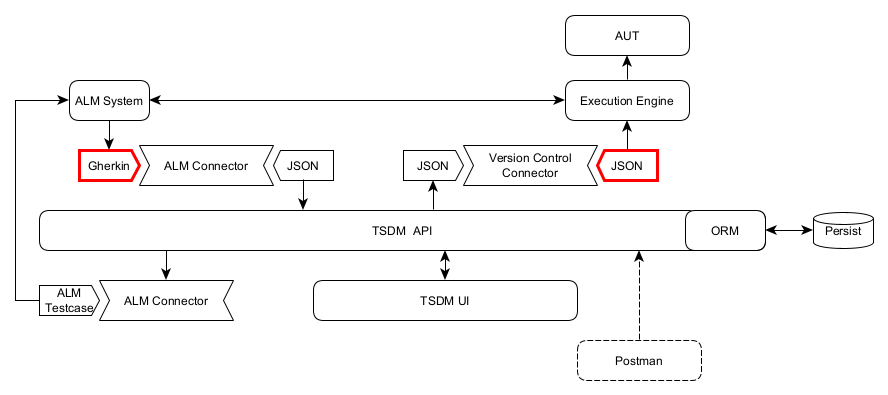 AUT
ALM System
Execution Engine
Gherkin
ALM Connector
JSON
JSON
Version Control
Connector
JSON
TSDM  API
ORM
Persist
ALM
Testcase
ALM Connector
TSDM UI
Postman